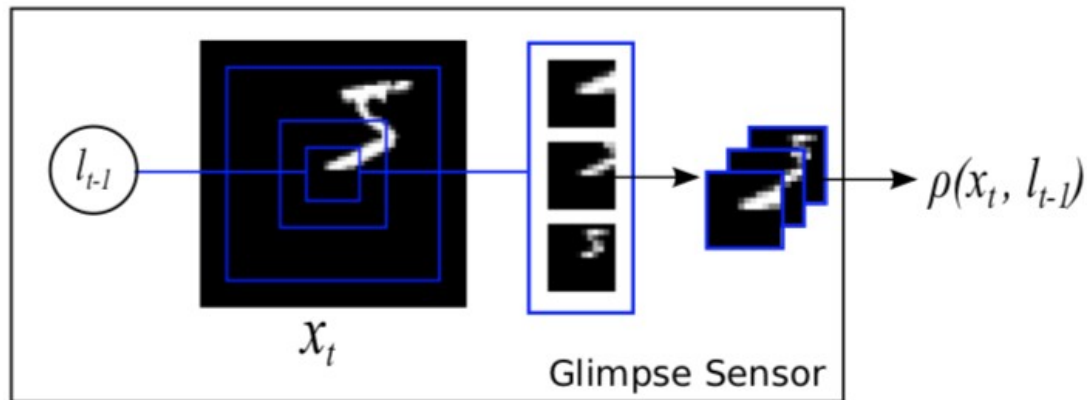 l_{t-1}
x_t
ρ(x_t, l_{t-1})
Glimpse Sensor